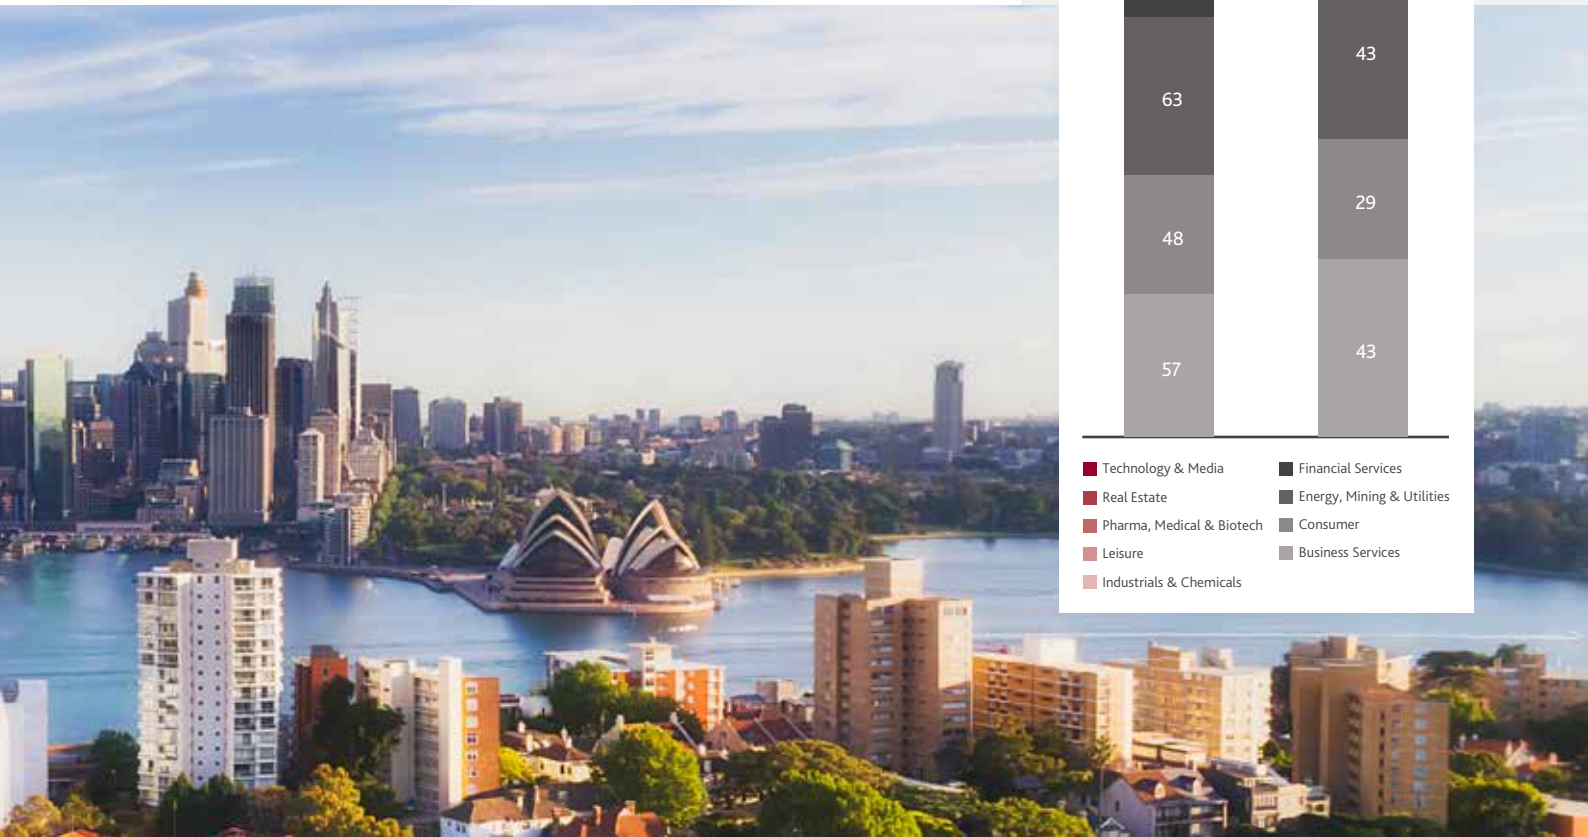 43
63
29
48
43
57
Technology & Media
Financial Services
Real Estate
Energy, Mining & Utilities
Pharma, Medical & Biotech
Consumer
Leisure
Business Services
Industrials & Chemicals